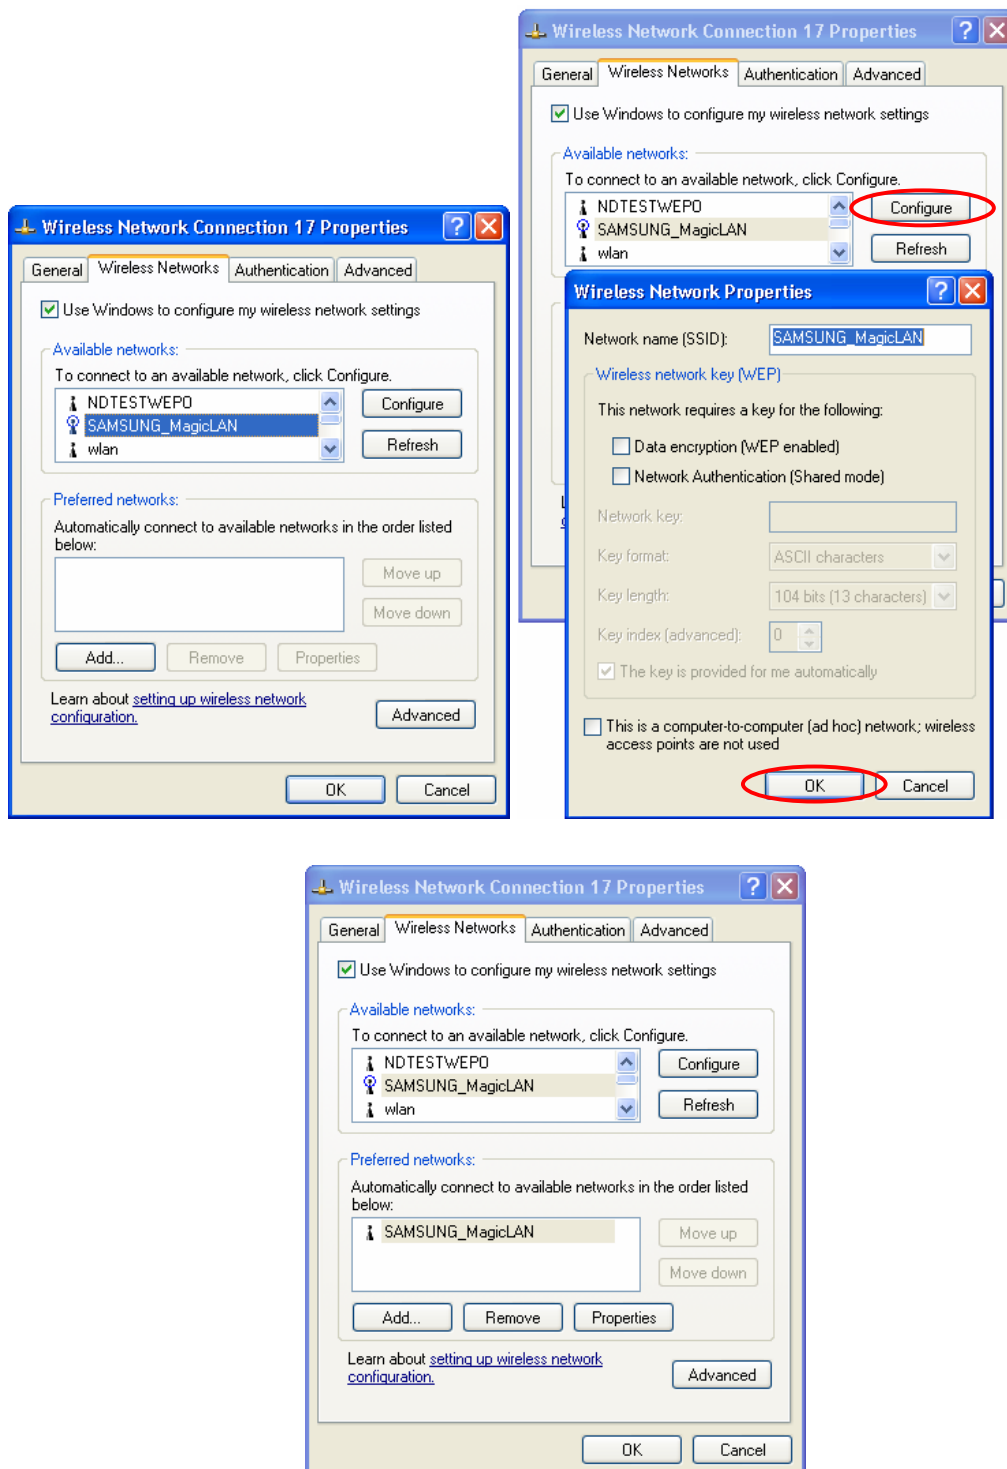 Wireless Network Connection 17 Properties
General Wireless Networks Authentication Advanced
Use Windows to configure my wireless network settings
Available networks:
To connect to an available network, click Configure.
NDTESTWEP0
SAMSUNG_MagicLAN
wlan
Configure
Refresh
Preferred networks:
Automatically connect to available networks in the order listed
below:
Move up
Move down
Add... Remove Properties
Learn about setting up wireless network
configuration.
Advanced
OK Cancel
Wireless Network Connection 17 Properties
General Wireless Networks Authentication Advanced
Use Windows to configure my wireless network settings
Available networks:
To connect to an available network, click Configure.
NDTESTWEP0
SAMSUNG_MagicLAN
wlan
Configure
Refresh
Wireless Network Properties
Network name (SSID): SAMSUNG_MagicLAN
Wireless network key (WEP)
This network requires a key for the following:
Data encryption (WEP enabled)
Network Authentication (Shared mode)
Network key:
Key format: ASCII characters
Key length: 104 bits (13 characters)
Key index (advanced): 0
The key is provided for me automatically
This is a computer-to-computer (ad hoc) network; wireless
access points are not used
OK Cancel
Wireless Network Connection 17 Properties
General Wireless Networks Authentication Advanced
Use Windows to configure my wireless network settings
Available networks:
To connect to an available network, click Configure.
NDTESTWEP0
SAMSUNG_MagicLAN
wlan
Configure
Refresh
Preferred networks:
Automatically connect to available networks in the order listed
below:
SAMSUNG_MagicLAN
Move up
Move down
Add... Remove Properties
Learn about setting up wireless network
configuration.
Advanced
OK Cancel